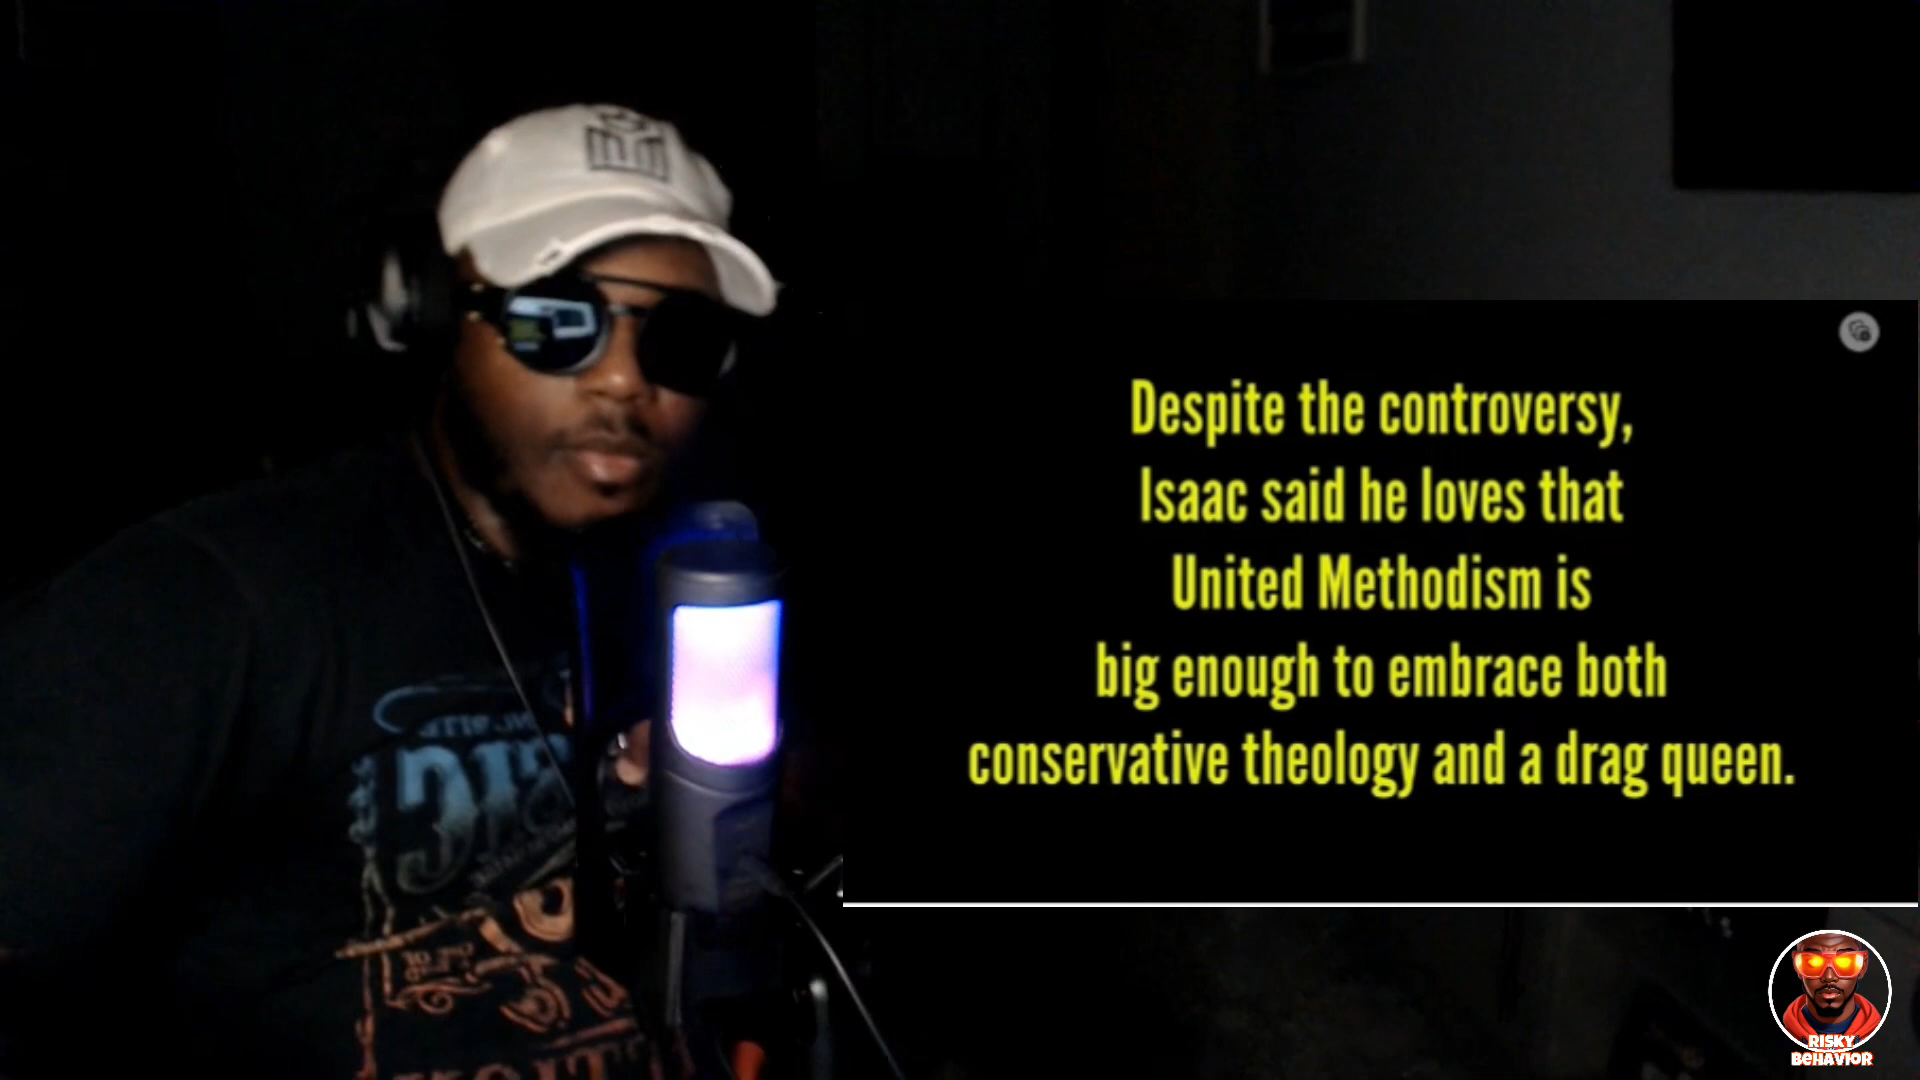 Despite the controversy,
Isaac said he loves that
United Methodism is
big enough to embrace both
conservative theology and a drag queen.
RISKY
BEHAVIOR